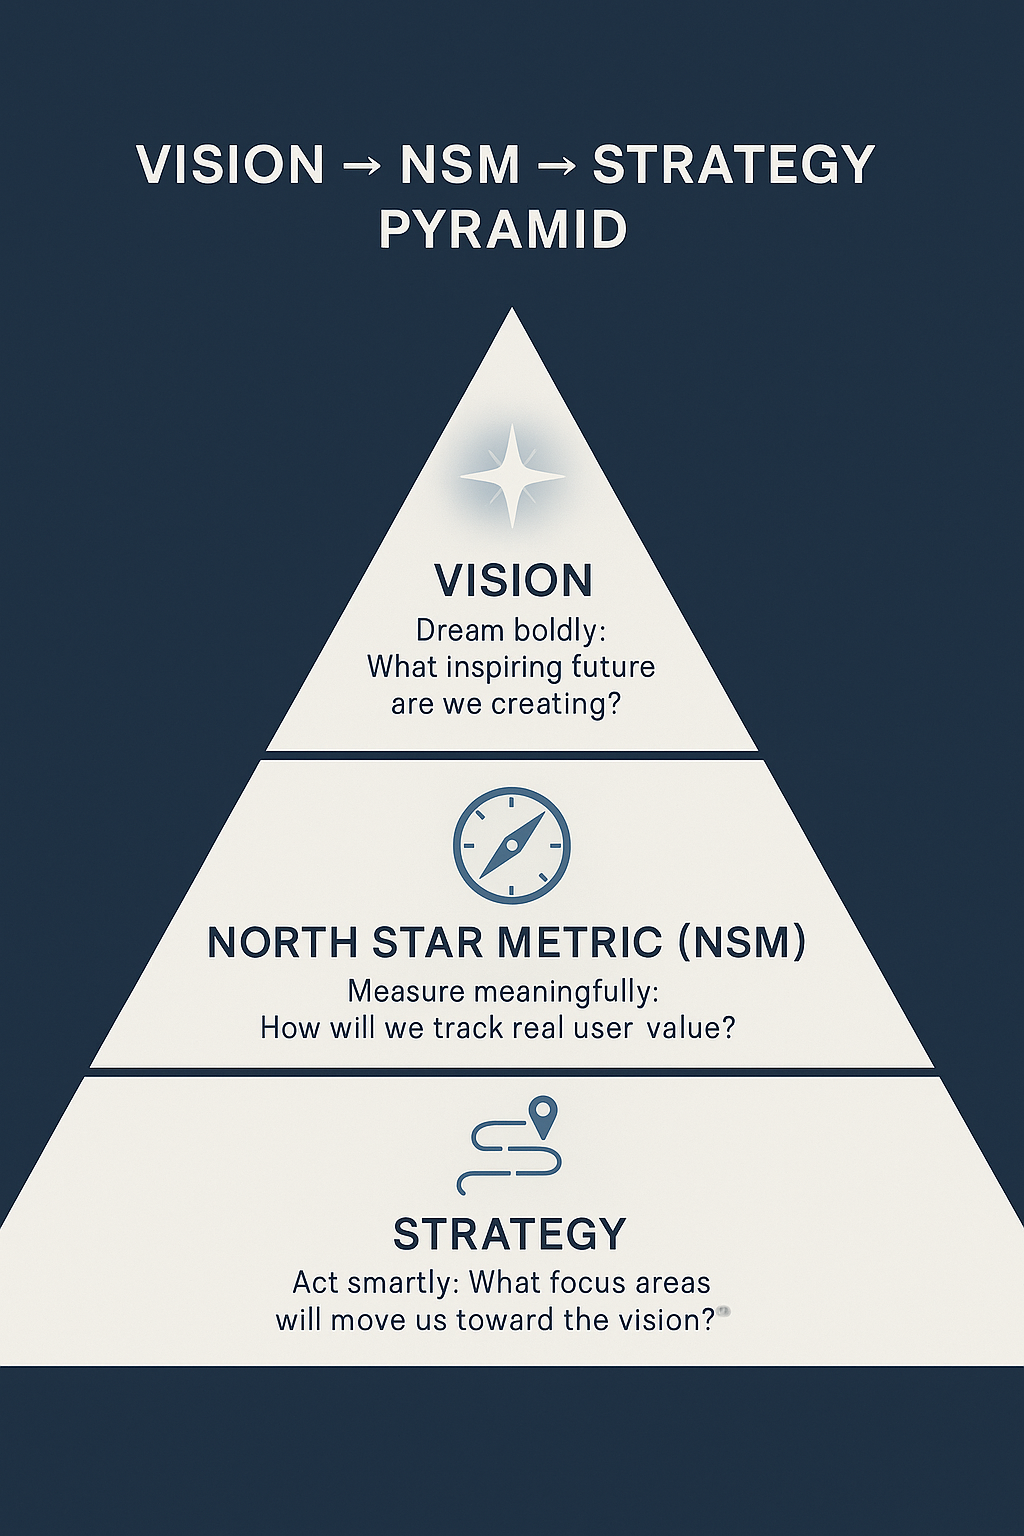 VISION → NSM → STRATEGY
PYRAMID
VISION
Dream boldly:
What inspiring future
are we creating?
NORTH STAR METRIC (NSM)
Measure meaningfully:
How will we track real user value?
STRATEGY
Act smartly: What focus areas
will move us toward the vision?